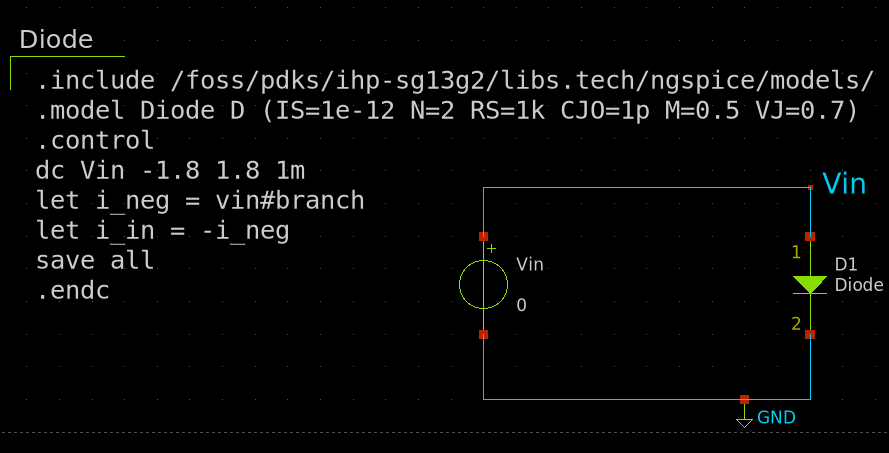 Diode
.include /foss/pdks/ihp-sg13g2/libs.tech/ngspice/models/
.model Diode D (IS=1e-12 N=2 RS=1k CJO=1p M=0.5 VJ=0.7)
.control
dc Vin -1.8 1.8 1m
let i_neg = vin#branch
let i_in = -i_neg
save all
.endc
Vin
+
Vin
0
1
D1
Diode
2
GND